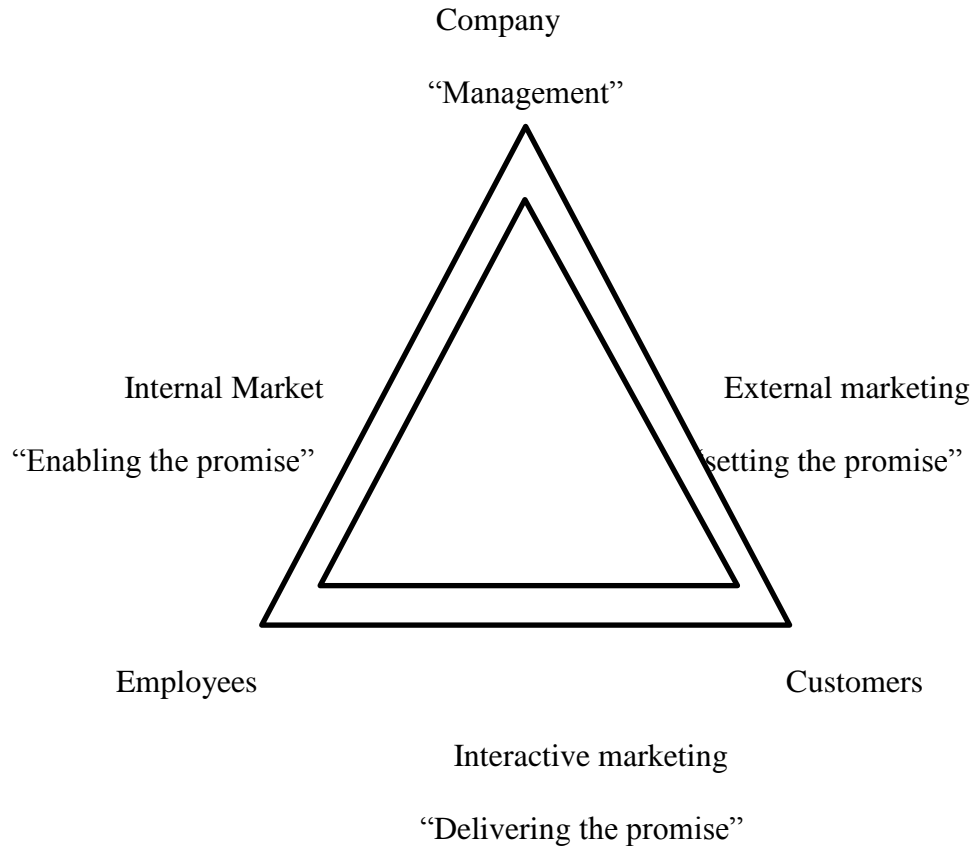 Company
“Management”
Internal Market
External marketing
“Enabling the promise”
setting the promise”
Employees
Customers
Interactive marketing
“Delivering the promise”